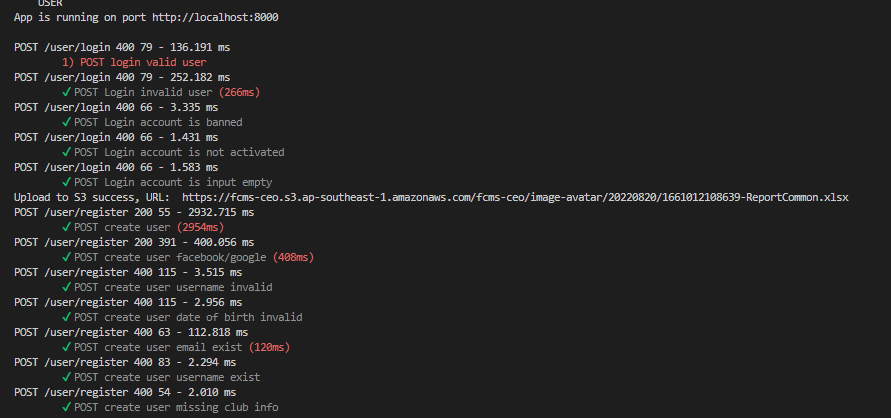 USER
App is running on port http://localhost:8000
POST /user/login 400 79 - 136.191 ms
1) POST login valid user
POST /user/login 400 79 - 252.182 ms
✓ POST Login invalid user (266ms)
POST /user/login 400 66 - 3.335 ms
✓ POST Login account is banned
POST /user/login 400 66 - 1.431 ms
✓ POST Login account is not activated
POST /user/login 400 66 - 1.583 ms
✓ POST Login account is input empty
Upload to S3 success, URL:  https://fcms-ceo.s3.ap-southeast-1.amazonaws.com/fcms-ceo/image-avatar/20220820/1661012108639-ReportCommon.xlsx
POST /user/register 200 55 - 2932.715 ms
✓ POST create user (2954ms)
POST /user/register 200 391 - 400.056 ms
✓ POST create user facebook/google (408ms)
POST /user/register 400 115 - 3.515 ms
✓ POST create user username invalid
POST /user/register 400 115 - 2.956 ms
✓ POST create user date of birth invalid
POST /user/register 400 63 - 112.818 ms
✓ POST create user email exist (120ms)
POST /user/register 400 83 - 2.294 ms
✓ POST create user username exist
POST /user/register 400 54 - 2.010 ms
✓ POST create user missing club info